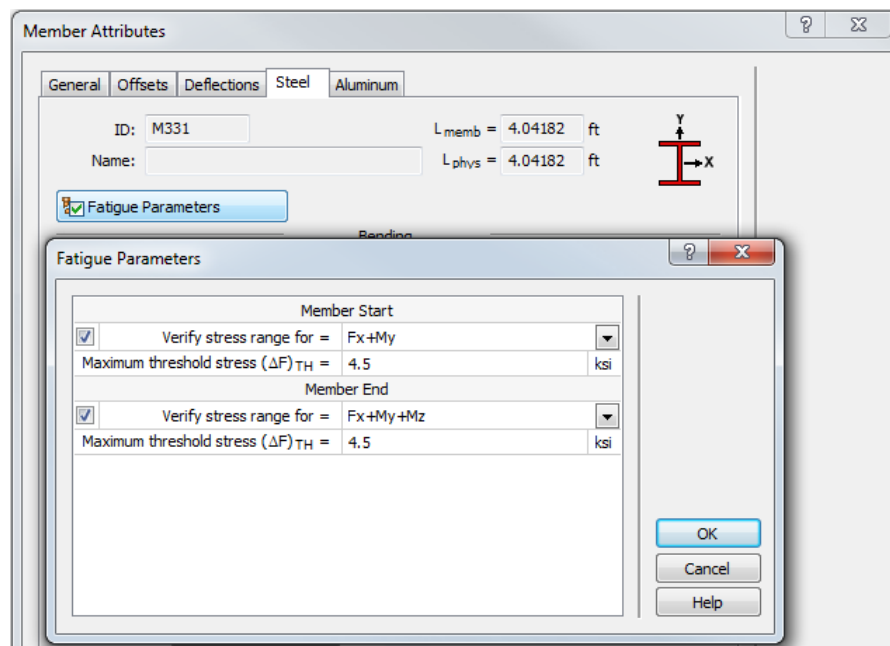 Member Attributes
General Offsets Deflections Steel Aluminum
ID: M331 L memb = 4.04182 ft
Name: L phys = 4.04182 ft
Y
X
Fatigue Parameters
Bending
Fatigue Parameters
Member Start
Verify stress range for = Fx+My
Maximum threshold stress (ΔF) TH = 4.5 ksi
Member End
Verify stress range for = Fx+My+Mz
Maximum threshold stress (ΔF) TH = 4.5 ksi
OK
Cancel
Help